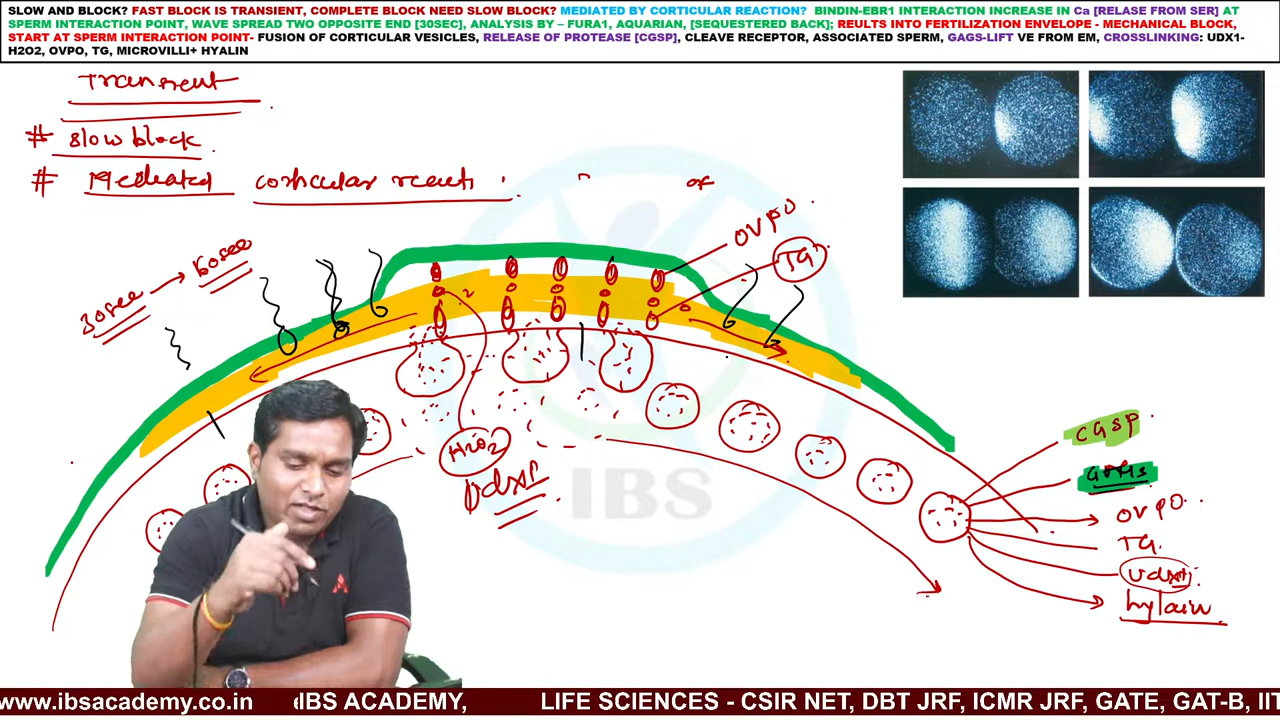 SLOW AND BLOCK? FAST BLOCK IS TRANSIENT, COMPLETE BLOCK NEED SLOW BLOCK? MEDIATED BY CORTICULAR REACTION? BINDIN-EBR1 INTERACTION INCREASE IN Ca [RELASE FROM SER] AT
SPERM INTERACTION POINT, WAVE SPREAD TWO OPPOSITE END [30SEC], ANALYSIS BY – FURA1, AQUARIAN, [SEQUESTERED BACK]; REULTS INTO FERTILIZATION ENVELOPE - MECHANICAL BLOCK,
START AT SPERM INTERACTION POINT- FUSION OF CORTICAL VESICLES, RELEASE OF PROTEASE [CGSP], CLEAVE RECEPTOR, ASSOCIATED SPERM, GAGS-LIFT VE FROM EM, CROSSLINKING: UDX1-
H2O2, OVPO, TG, MICROVILLI+ HYALIN
Transient
# Slow block
# Mediated corticular reacti of
30sec → 60sec
OVPO
TG
H2O2
Udx1
CGSP
GAGs
OVPO
TG
Udx1
hylain
IBS
www.ibsacademy.co.in IBS ACADEMY, LIFE SCIENCES - CSIR NET, DBT JRF, ICMR JRF, GATE, GAT-B, IIT